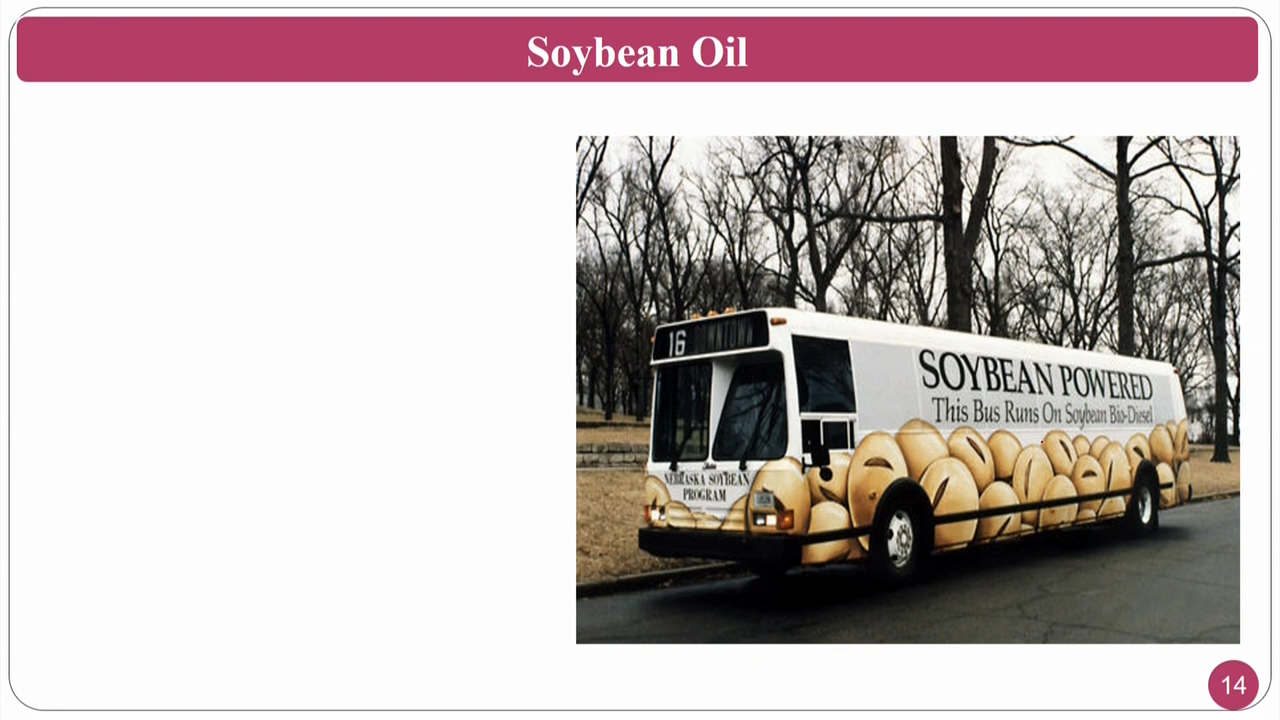 Soybean Oil
16
SOYBEAN POWERED
This Bus Runs On Soybean Bio-Diesel
NEBRASKA SOYBEAN
PROGRAM
14